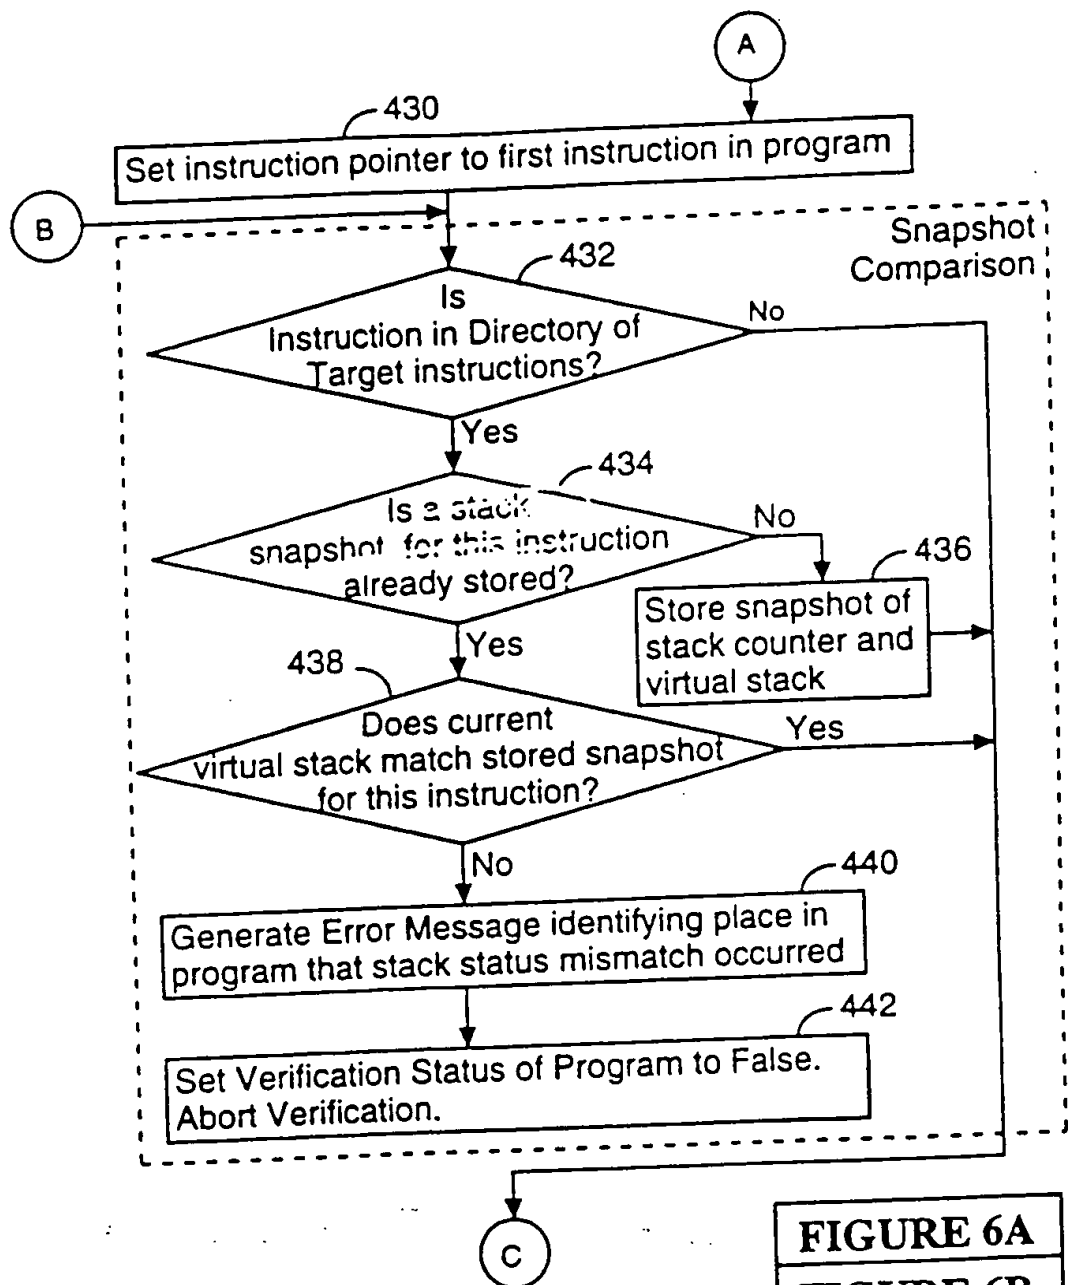 A
430
Set instruction pointer to first instruction in program
B
Snapshot
Comparison
432
Is
Instruction in Directory of
Target instructions?
No
Yes
434
Is a stack
snapshot for this instruction
already stored?
No
436
Store snapshot of
stack counter and
virtual stack
Yes
438
Does current
virtual stack match stored snapshot
for this instruction?
Yes
No
440
Generate Error Message identifying place in
program that stack status mismatch occurred
442
Set Verification Status of Program to False.
Abort Verification.
C
FIGURE 6A
FIGURE 6B